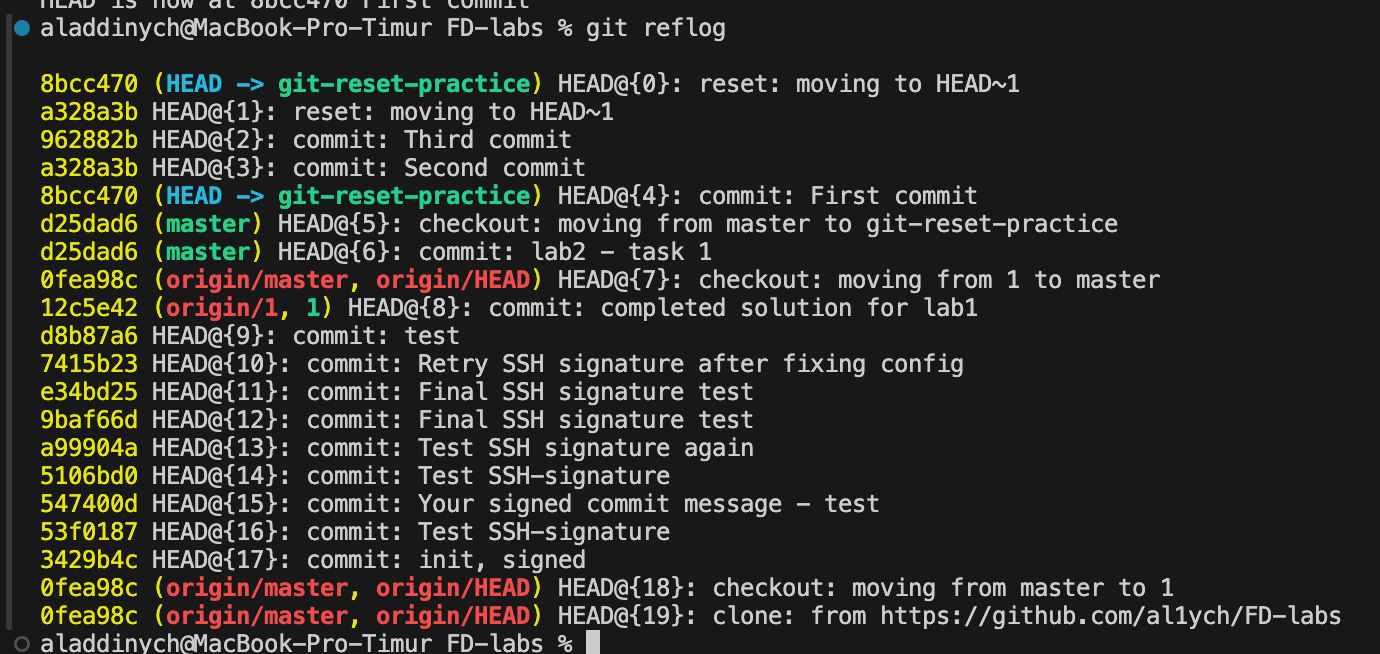 HEAD is now at 8bcc470 First commit
aladdinych@MacBook-Pro-Timur FD-labs % git reflog
8bcc470 (HEAD -> git-reset-practice) HEAD@{0}: reset: moving to HEAD~1
a328a3b HEAD@{1}: reset: moving to HEAD~1
962882b HEAD@{2}: commit: Third commit
a328a3b HEAD@{3}: commit: Second commit
8bcc470 (HEAD -> git-reset-practice) HEAD@{4}: commit: First commit
d25dad6 (master) HEAD@{5}: checkout: moving from master to git-reset-practice
d25dad6 (master) HEAD@{6}: commit: lab2 - task 1
0fea98c (origin/master, origin/HEAD) HEAD@{7}: checkout: moving from 1 to master
12c5e42 (origin/1, 1) HEAD@{8}: commit: completed solution for lab1
d8b87a6 HEAD@{9}: commit: test
7415b23 HEAD@{10}: commit: Retry SSH signature after fixing config
e34bd25 HEAD@{11}: commit: Final SSH signature test
9baf66d HEAD@{12}: commit: Final SSH signature test
a99904a HEAD@{13}: commit: Test SSH signature again
5106bd0 HEAD@{14}: commit: Test SSH-signature
547400d HEAD@{15}: commit: Your signed commit message - test
53f0187 HEAD@{16}: commit: Test SSH-signature
3429b4c HEAD@{17}: commit: init, signed
0fea98c (origin/master, origin/HEAD) HEAD@{18}: checkout: moving from master to 1
0fea98c (origin/master, origin/HEAD) HEAD@{19}: clone: from https://github.com/al1ych/FD-labs
aladdinych@MacBook-Pro-Timur FD-labs %